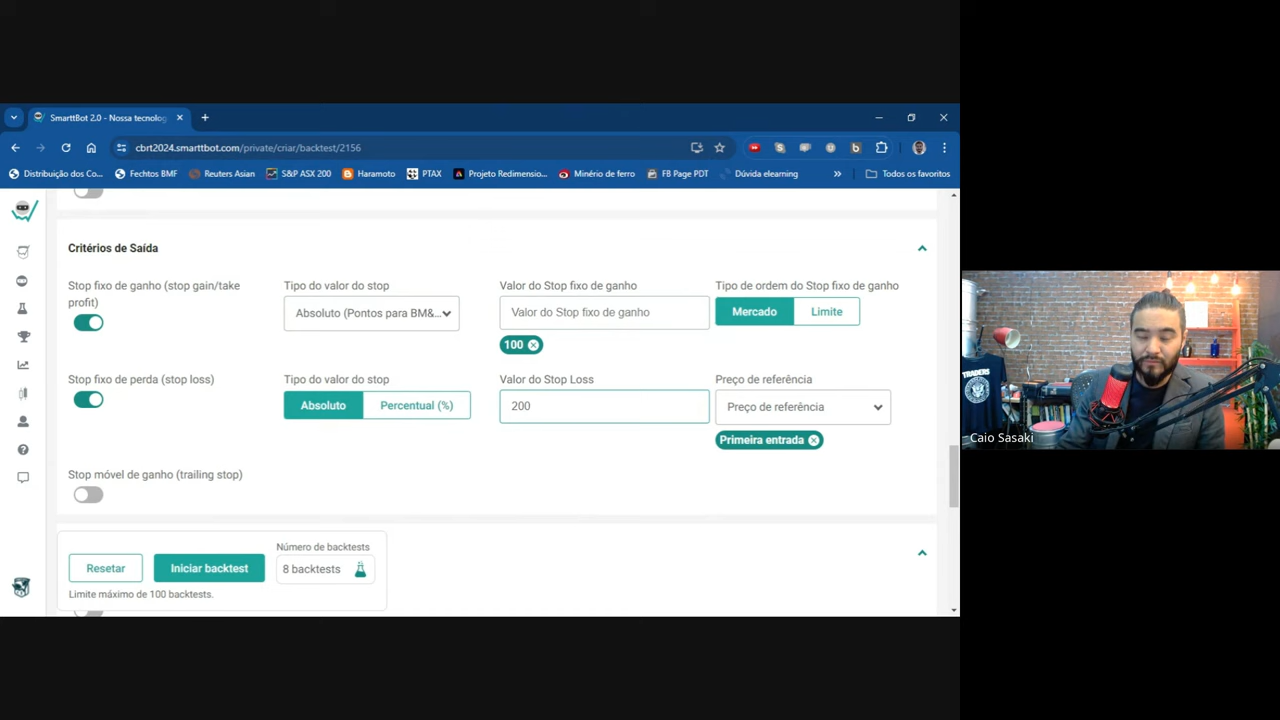 SmarttBot 2.0 - Nossa tecnolog
cbrt2024.smarttbot.com/private/criar/backtest/2156
Distribuição dos Co... Fechtos BMF Reuters Asian S&P ASX 200 Haramoto PTAX Projeto Redimensio... Minério de ferro FB Page PDT Dúvida elearning » Todos os favoritos
Critérios de Saída
Stop fixo de ganho (stop gain/take profit)
Tipo do valor do stop
Absoluto (Pontos para BM&...
Valor do Stop fixo de ganho
Valor do Stop fixo de ganho
100
Tipo de ordem do Stop fixo de ganho
Mercado Limite
Stop fixo de perda (stop loss)
Tipo do valor do stop
Absoluto Percentual (%)
Valor do Stop Loss
200
Preço de referência
Preço de referência
Primeira entrada
Stop móvel de ganho (trailing stop)
Resetar
Iniciar backtest
Número de backtests
8 backtests
Limite máximo de 100 backtests.
TRADERS
Caio Sasaki